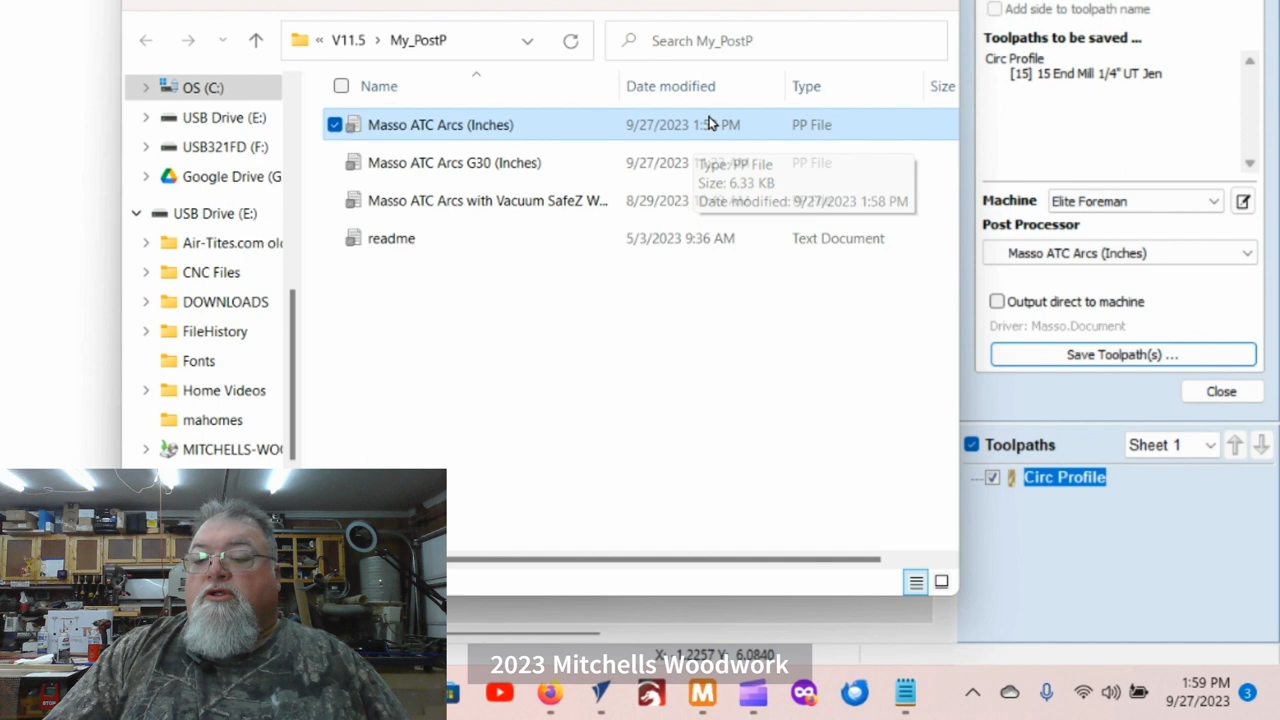 V11.5 > My_PostP
Search My_PostP
Name Date modified Type Size
Masso ATC Arcs (Inches) 9/27/2023 PM PP File
Masso ATC Arcs G30 (Inches) 9/27/2023 PP File
Masso ATC Arcs with Vacuum SafeZ W... 8/29/2023
readme 5/3/2023 9:36 AM Text Document
Type: PP File
Size: 6.33 KB
Date Modified: 9/27/2023 1:58 PM
OS (C:)
USB Drive (E:)
USB321FD (F:)
Google Drive (G
USB Drive (E:)
Air-Tites.com
CNC Files
DOWNLOADS
FileHistory
Fonts
Home Videos
mahomes
MITCHELLS-WO
Add side to toolpath name
Toolpaths to be saved ...
Circ Profile
[15] 15 End Mill 1/4" UT Jen
Machine Elite Foreman
Post Processor
Masso ATC Arcs (Inches)
Output direct to machine
Driver: Masso.Document
Save Toolpath(s) ...
Close
Toolpaths Sheet 1
Circ Profile
2023 Mitchells Woodwork
1:59 PM
9/27/2023
3